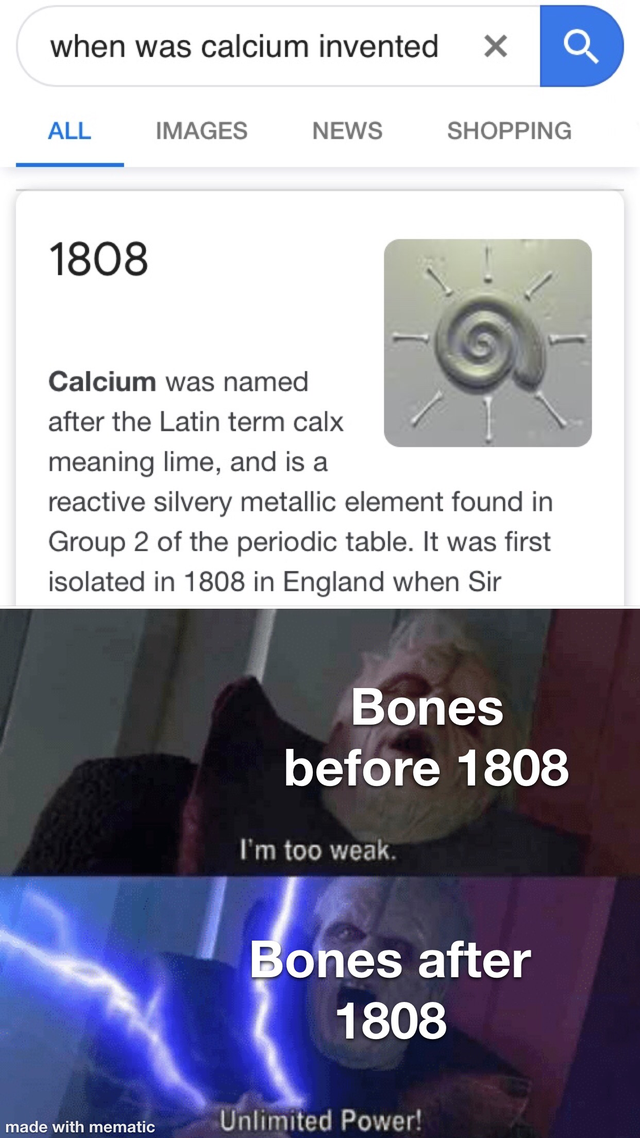 when was calcium invented ×
ALL IMAGES NEWS SHOPPING
1808
Calcium was named
after the Latin term calx
meaning lime, and is a
reactive silvery metallic element found in
Group 2 of the periodic table. It was first
isolated in 1808 in England when Sir
Bones
before 1808
I'm too weak.
Bones after
1808
Unlimited Power!
made with mematic